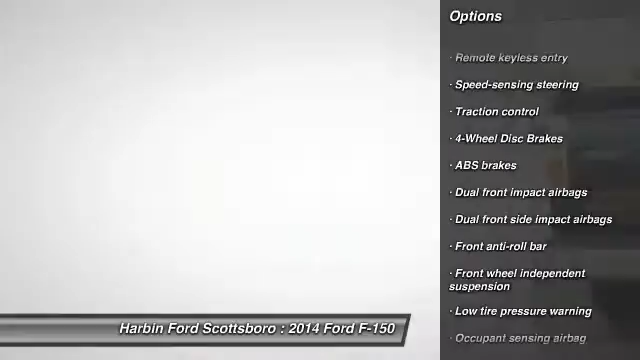 Options
· Remote keyless entry
· Speed-sensing steering
· Traction control
· 4-Wheel Disc Brakes
· ABS brakes
· Dual front impact airbags
· Dual front side impact airbags
· Front anti-roll bar
· Front wheel independent
suspension
· Low tire pressure warning
· Occupant sensing airbag
Harbin Ford Scottsboro : 2014 Ford F-150